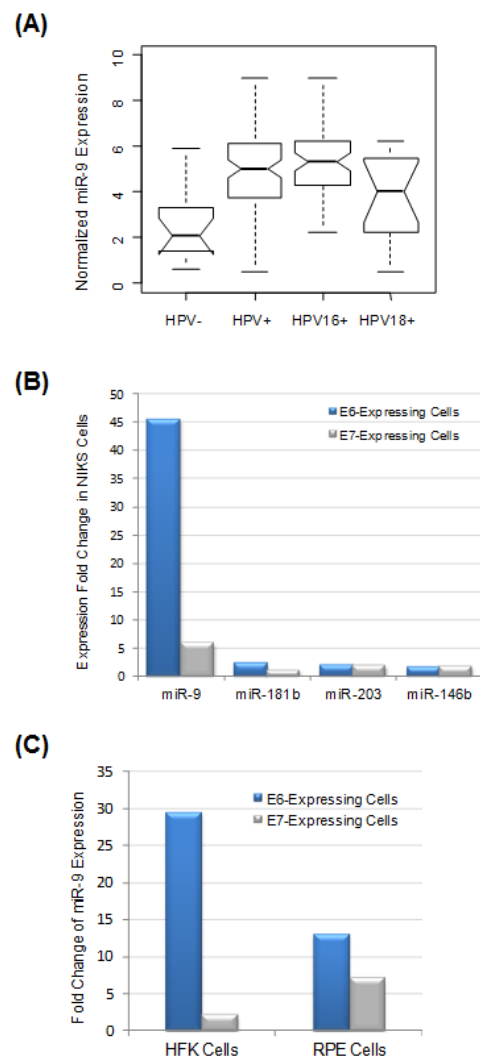 (A)
Normalized miR-9 Expression
10
8
6
4
2
0
HPV- HPV+ HPV16+ HPV18+
(B)
Expression Fold Change in NIKS Cells
50
45
40
35
30
25
20
15
10
5
0
E6-Expressing Cells
E7-Expressing Cells
miR-9 miR-181b miR-203 miR-146b
(C)
Fold Change of miR-9 Expression
35
30
25
20
15
10
5
0
E6-Expressing Cells
E7-Expressing Cells
HFK Cells RPE Cells